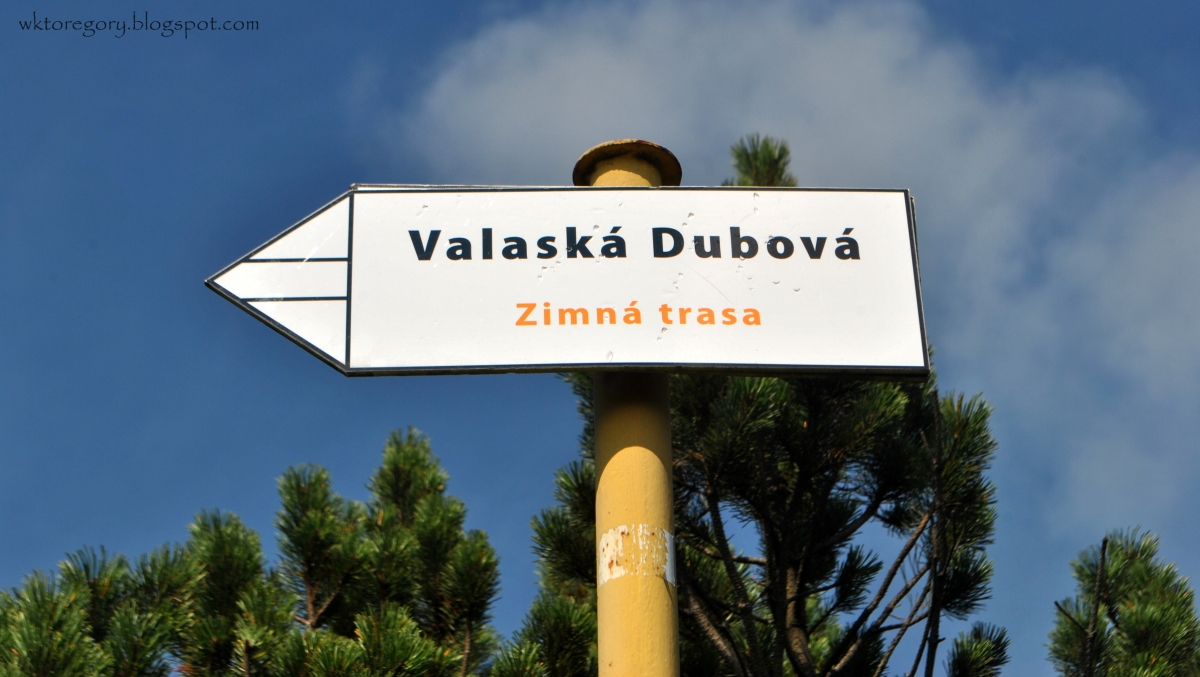 wktoregory.blogspot.com
Valaská Dubová
Zimná trasa